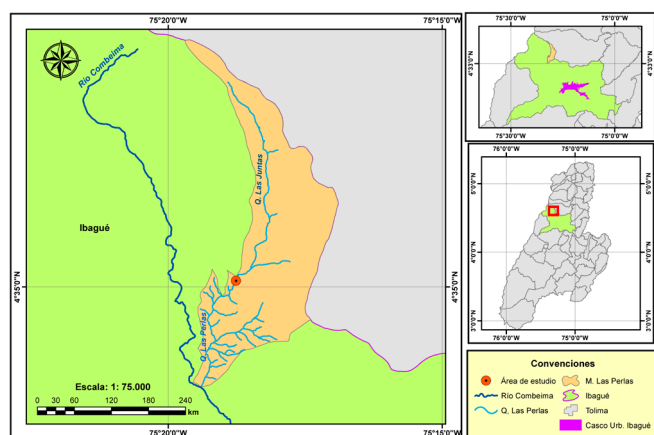 75°20'0"W 75°15'0"W
Río Combeima
Q. Las Juntas
Ibagué
4°35'0"N 4°35'0"N
Q. Las Perlas
Escala: 1: 75.000
0 30 60 120 180 240
km
75°20'0"W 75°15'0"W
75°30'0"W 75°0'0"W
4°33'0"N 4°33'0"N
75°30'0"W 75°0'0"W
76°0'0"W 75°0'0"W
5°0'0"N 5°0'0"N
4°0'0"N 4°0'0"N
3°0'0"N 3°0'0"N
76°0'0"W 75°0'0"W
Convenciones
Área de estudio M. Las Perlas
Río Combeima Ibagué
Q, Las Perlas Tolima
Casco Urb. Ibagué